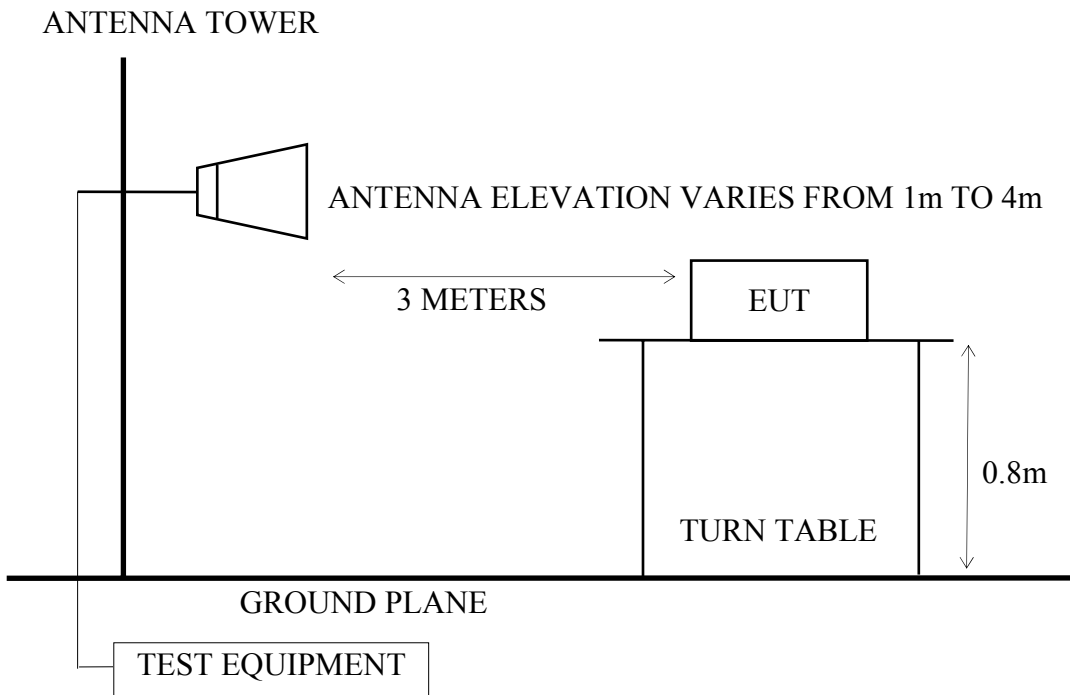 ANTENNA TOWER
ANTENNA ELEVATION VARIES FROM 1m TO 4m
3 METERS
EUT
0.8m
TURN TABLE
GROUND PLANE
TEST EQUIPMENT